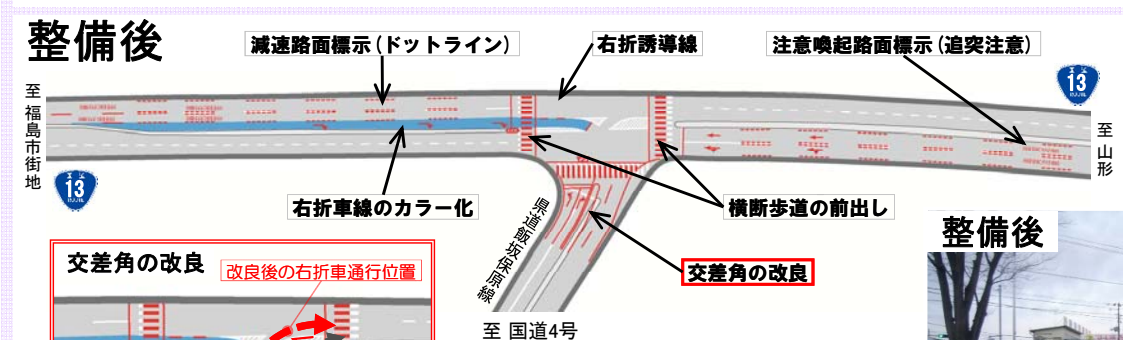 整備後
減速路面標示(ドットライン)
右折誘導線
注意喚起路面標示(追突注意)
至 福島市街地
13
13
至 山形
右折車線のカラー化
横断歩道の前出し
県道飯坂保原線
交差角の改良
至 国道4号
交差角の改良
改良後の右折車通行位置
整備後